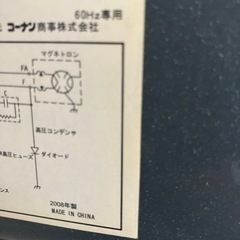 60Hz専用
コーナン商事株式会社
マグネトロン
FA
F
C
高圧コンデンサ
高圧ヒューズ
ダイオード
ンス
2008年製
MADE IN CHINA